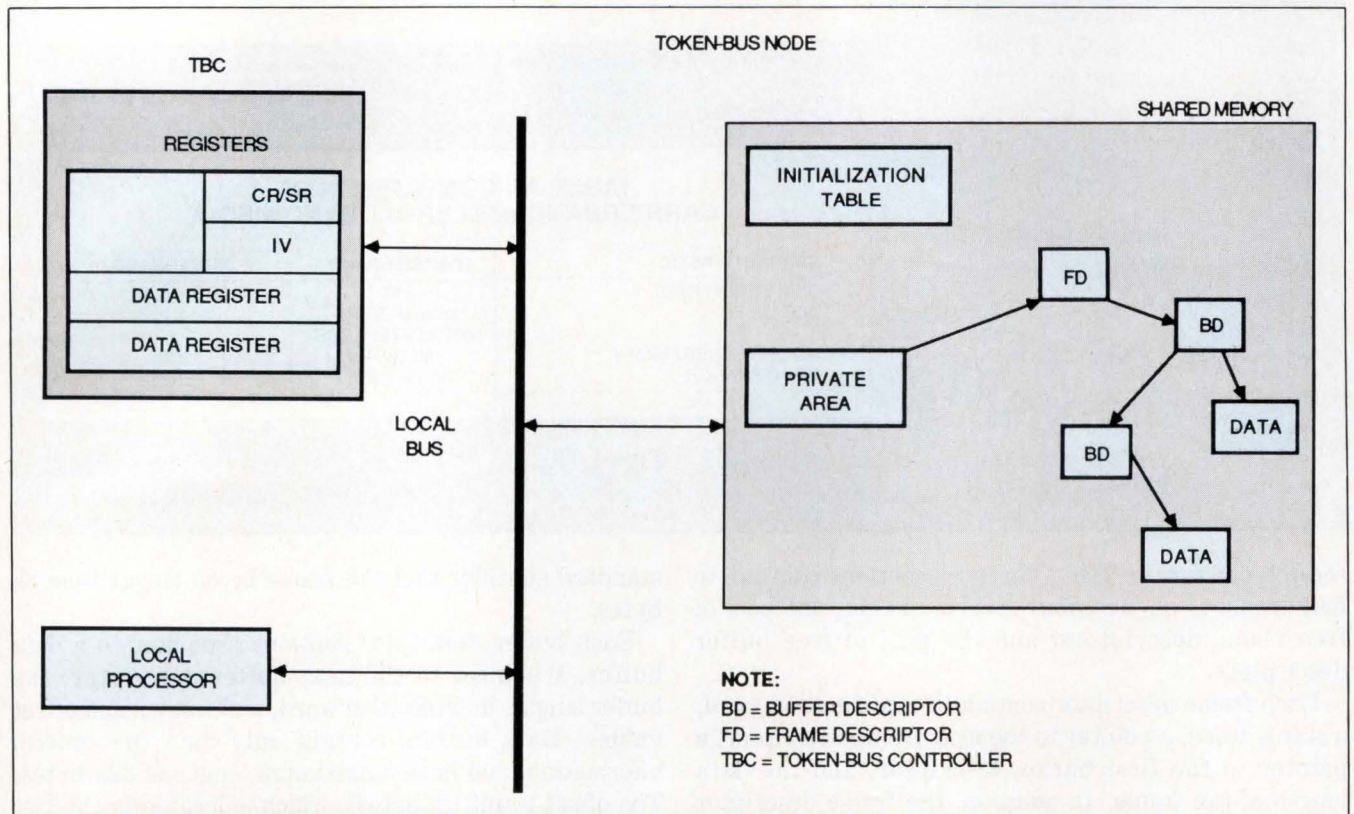 TOKEN-BUS NODE
TBC
REGISTERS
CR/SR
IV
DATA REGISTER
DATA REGISTER
LOCAL
BUS
LOCAL
PROCESSOR
SHARED MEMORY
INITIALIZATION
TABLE
FD
BD
PRIVATE
AREA
DATA
BD
DATA
NOTE:
BD = BUFFER DESCRIPTOR
FD = FRAME DESCRIPTOR
TBC = TOKEN-BUS CONTROLLER